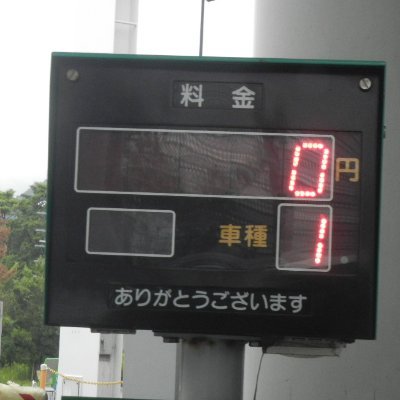 料金
0円
車種 1
ありがとうございます